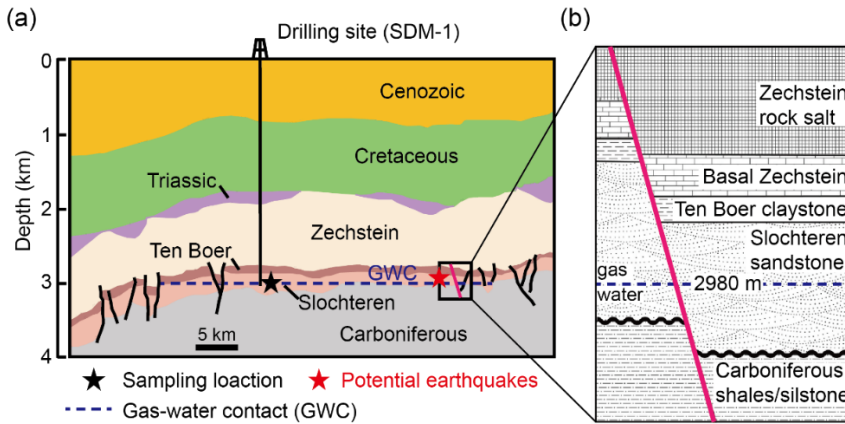 (a)
Drilling site (SDM-1)
0
1
2
3
4
Depth (km)
Cenozoic
Cretaceous
Triassic
Zechstein
Ten Boer
GWC
Slochteren
5 km
Carboniferous
Sampling loaction
Potential earthquakes
Gas-water contact (GWC)
(b)
Zechstein
rock salt
Basal Zechstein
Ten Boer claystone
Slochteren
sandstone
gas
water
2980 m
Carboniferous
shales/silstone